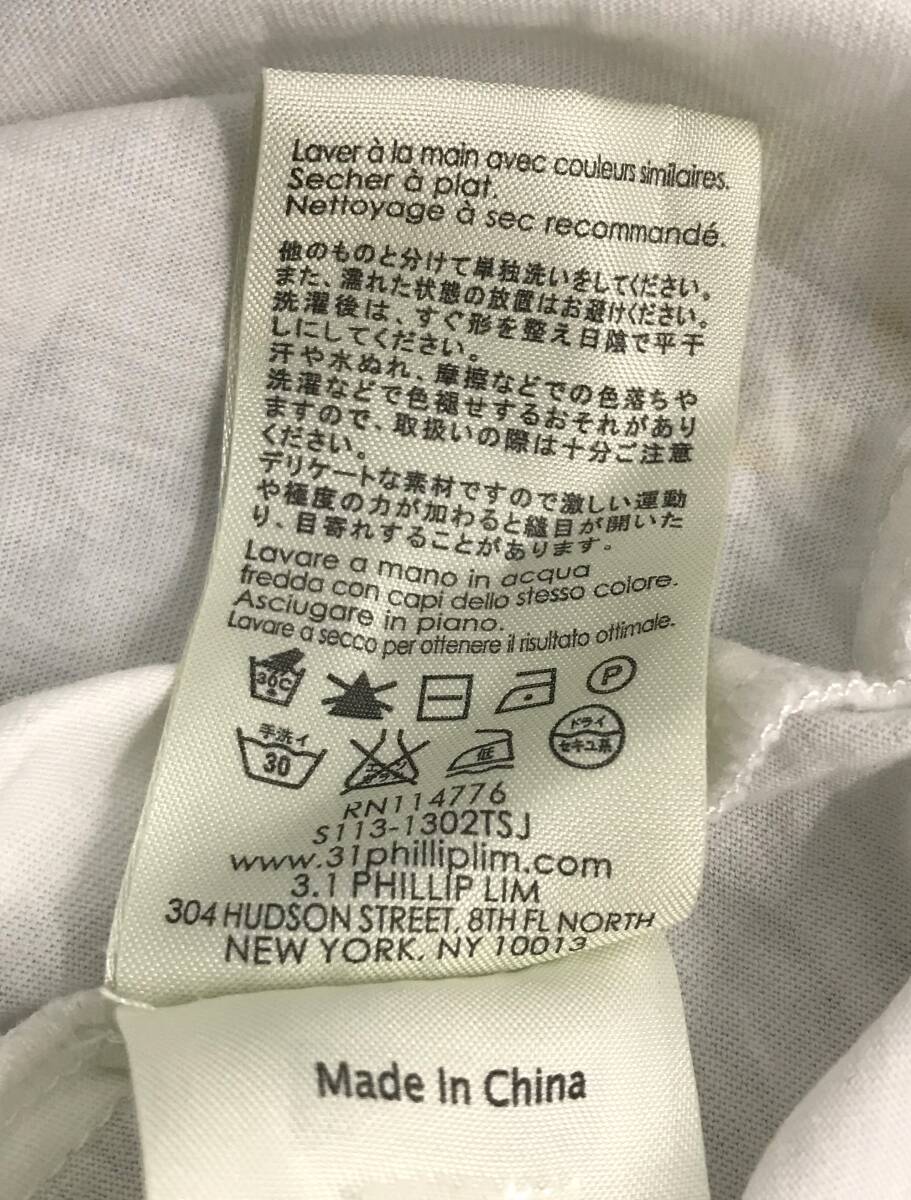 Laver à la main avec couleurs similaires.
Secher à plat.
Nettoyage à sec recommandé.
他のものと分けて単独洗いをしてください。
また、濡れた状態の放置はお避けください。
洗濯後は、すぐ形を整え日陰で平干
しにしてください。
汗や水ぬれ、摩擦などでの色落ちや
洗濯などで色褪せするおそれがあり
ますので、取扱いの際は十分ご注意
ください。
デリケートな素材ですので激しい運動
や極度の力が加わると縫目が開いた
り、目寄れすることがあります。
Lavare a mano in acqua
fredda con capi dello stesso colore.
Asciugare in piano.
Lavare a secco per ottenere il risultato ottimale.
30C
P
手洗イ
30
エンソ
サラシ
低
ドライ
セキユ系
RN114776
S113-1302TSJ
www.31philliplim.com
3.1 PHILLIP LIM
304 HUDSON STREET, 8TH FL NORTH
NEW YORK, NY 10013
Made In China